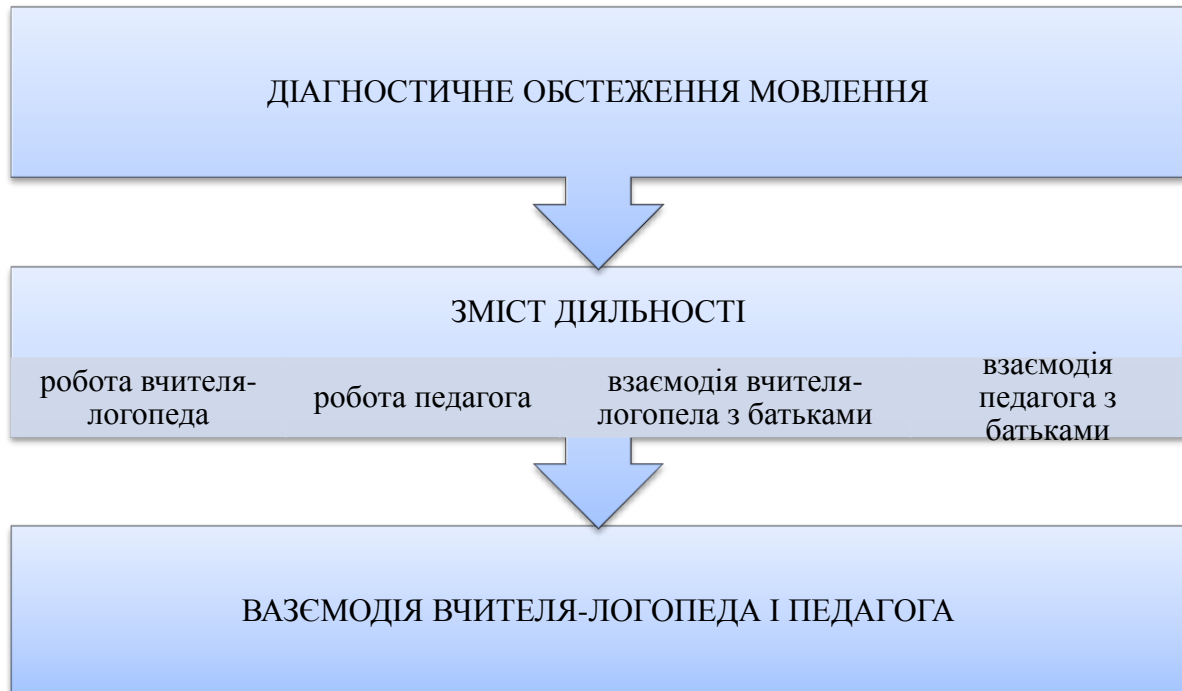 ДІАГНОСТИЧНЕ ОБСТЕЖЕННЯ МОВЛЕННЯ
ЗМІСТ ДІЯЛЬНОСТІ
робота вчителя-
логопеда
робота педагога
взаємодія вчителя-
логопела з батьками
взаємодія
педагога з
батьками
ВАЗЄМОДІЯ ВЧИТЕЛЯ-ЛОГОПЕДА І ПЕДАГОГА